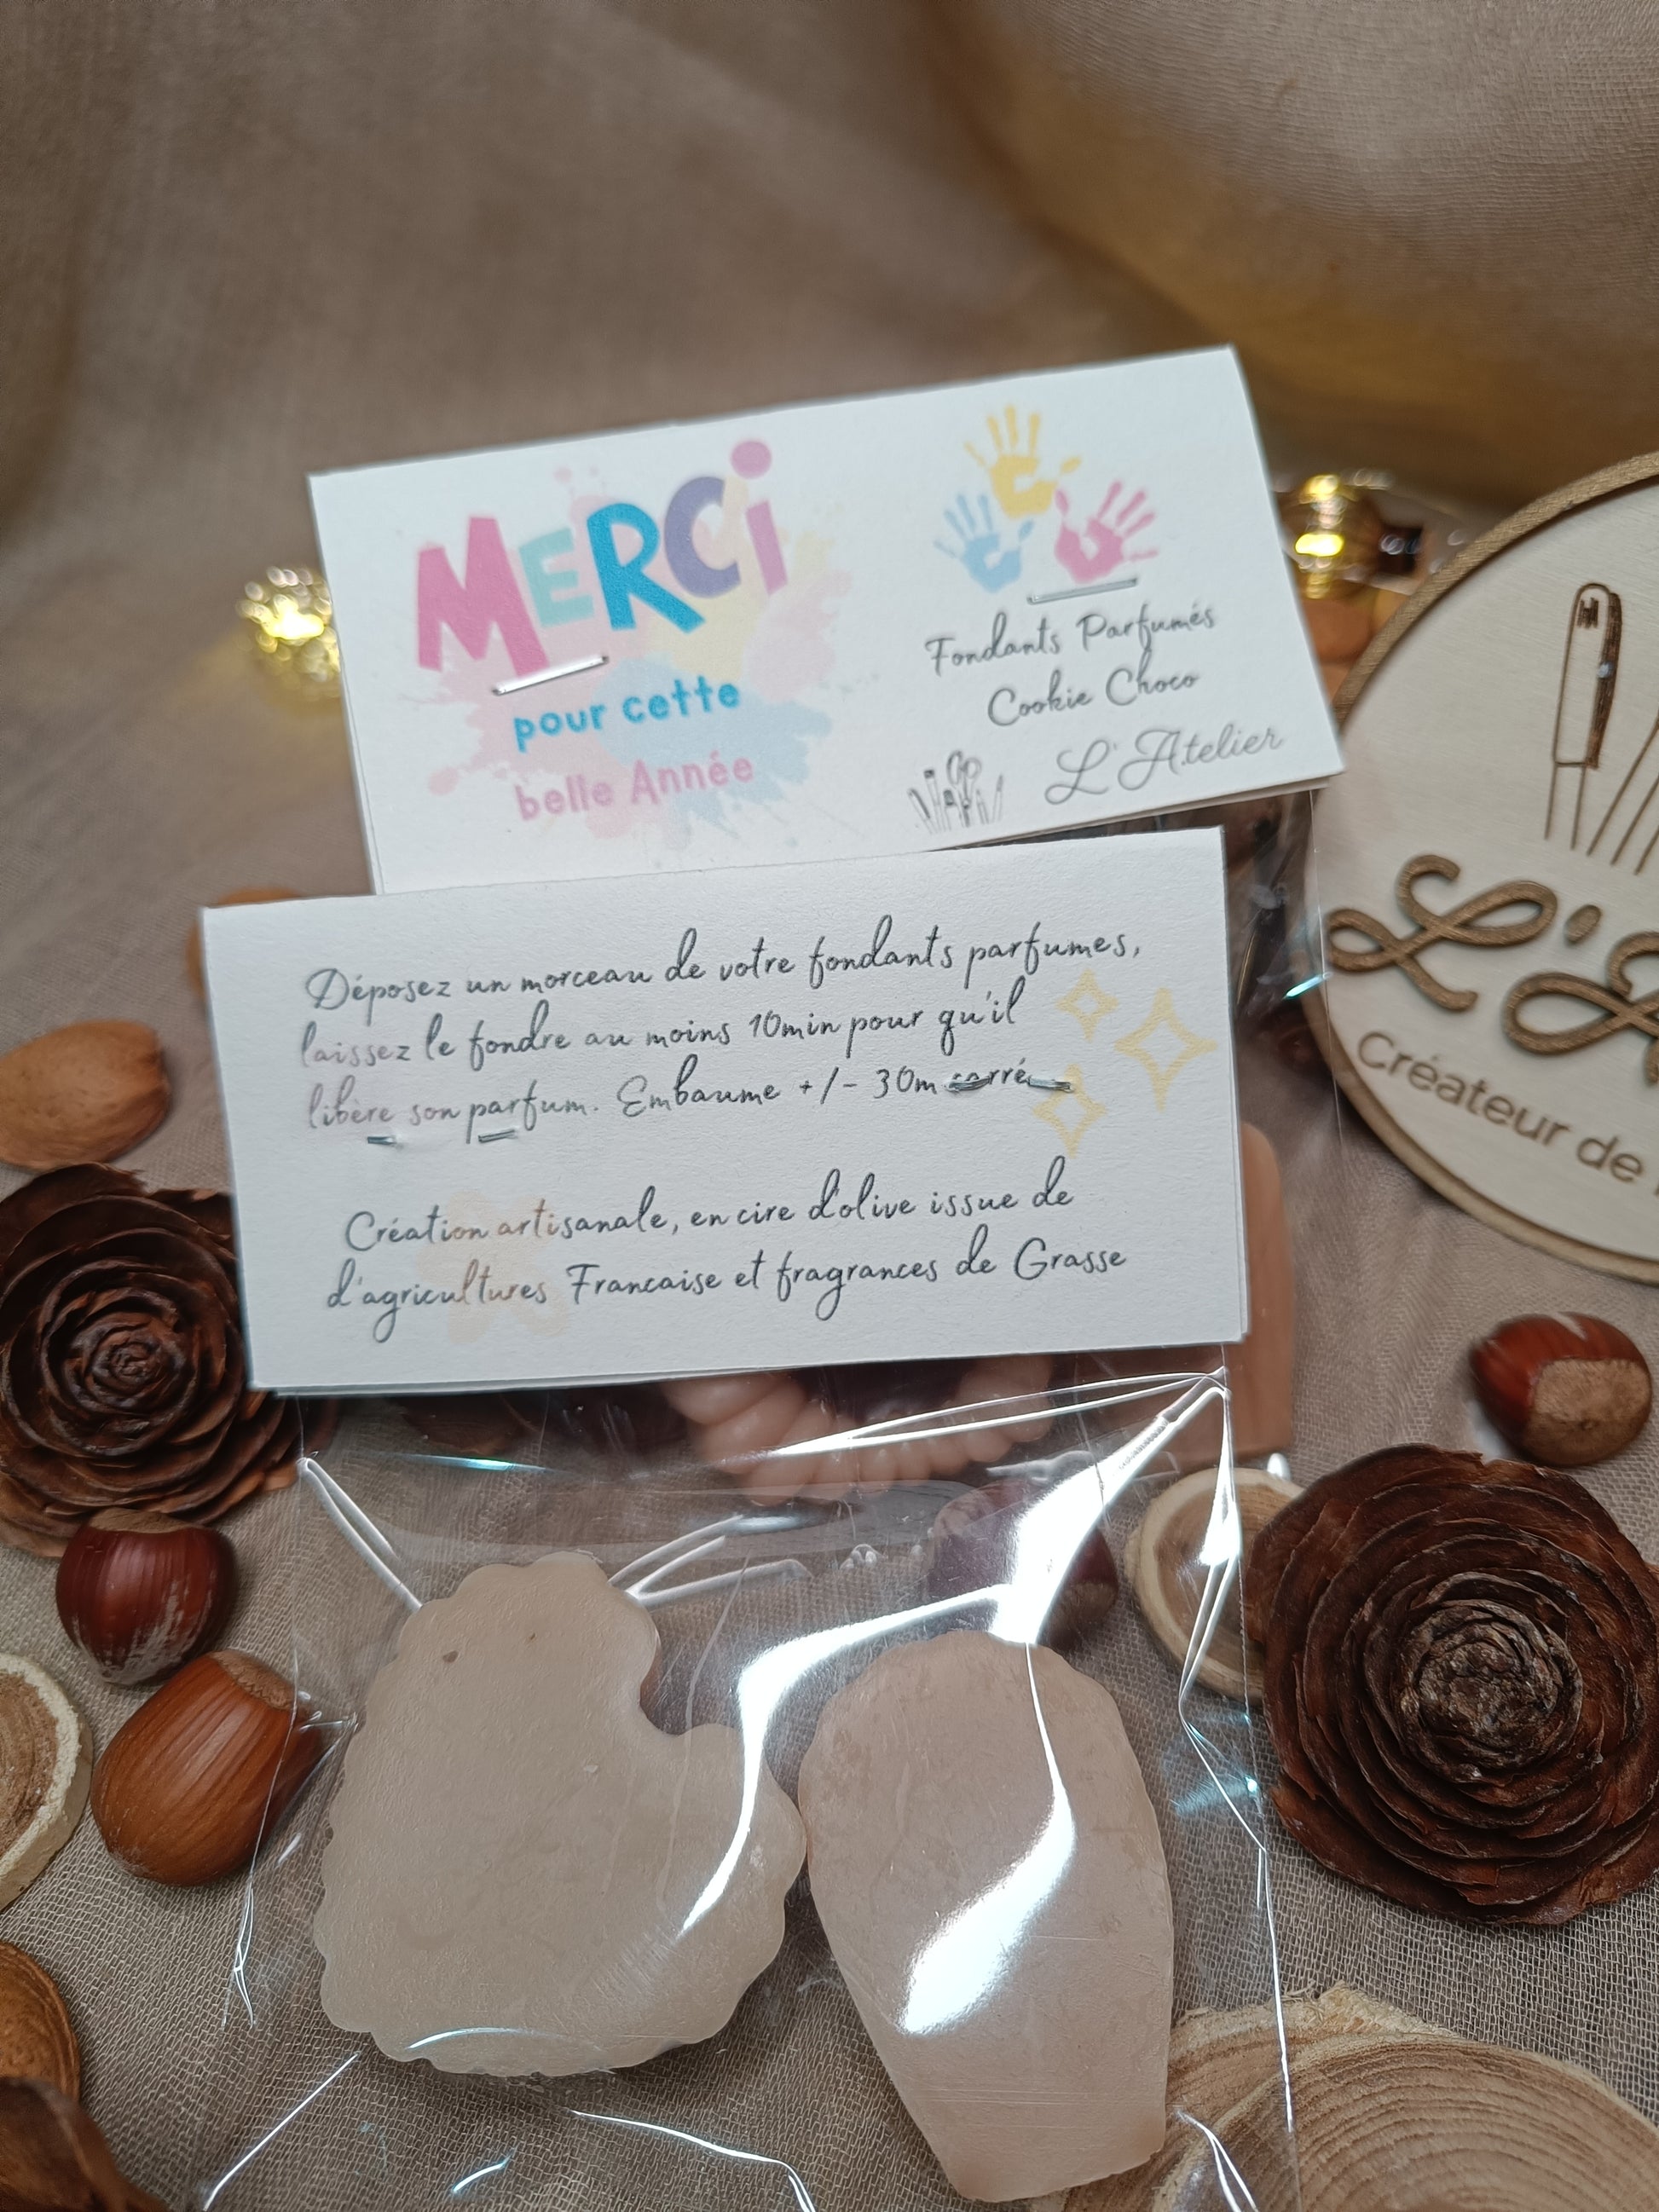 MERCi
pour cette
belle Année
Fondants Parfumés
Cookie Choco
L'Atelier
Déposez un morceau de votre fondants parfumes,
laissez le fondre au moins 10min pour qu'il
libère son parfum. Embaume +/- 30m carré
Création artisanale, en cire d'olive issue de
d'agricultures Francaise et fragrances de Grasse
Créateur de